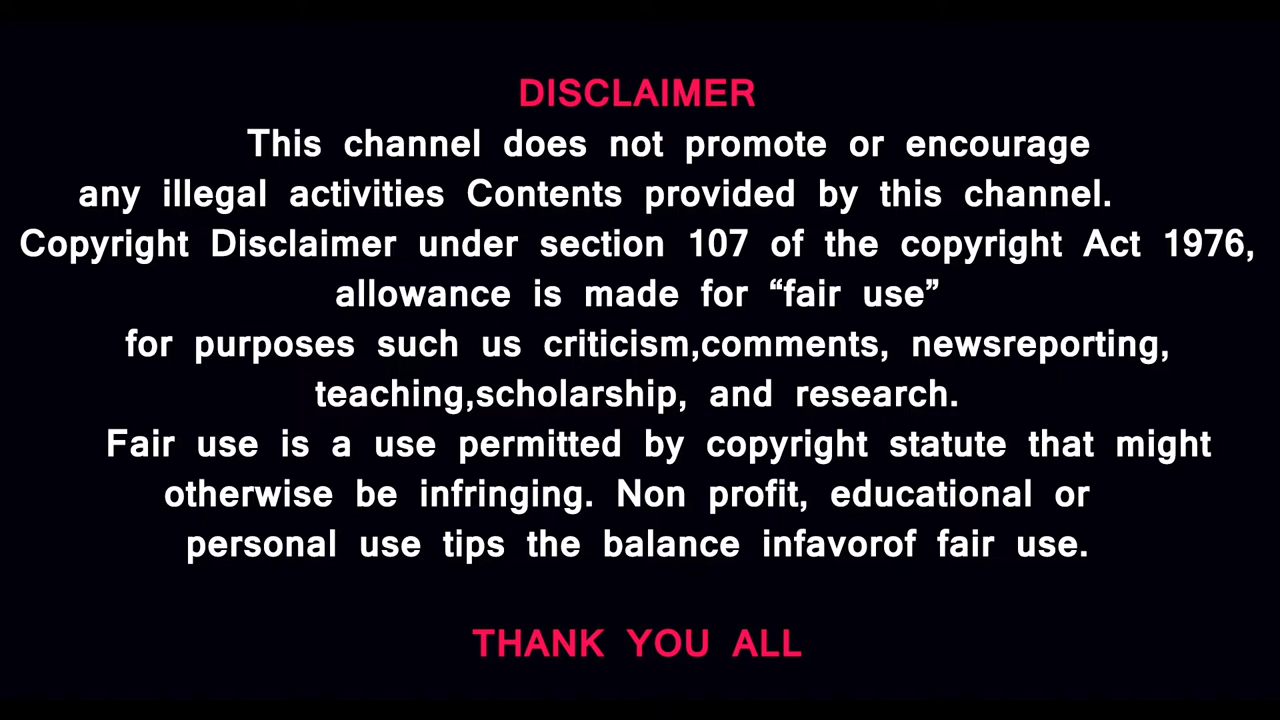 DISCLAIMER
This channel does not promote or encourage
any illegal activities Contents provided by this channel.
Copyright Disclaimer under section 107 of the copyright Act 1976,
allowance is made for “fair use”
for purposes such us criticism,comments, newsreporting,
teaching,scholarship, and research.
Fair use is a use permitted by copyright statute that might
otherwise be infringing. Non profit, educational or
personal use tips the balance infavorof fair use.
THANK YOU ALL